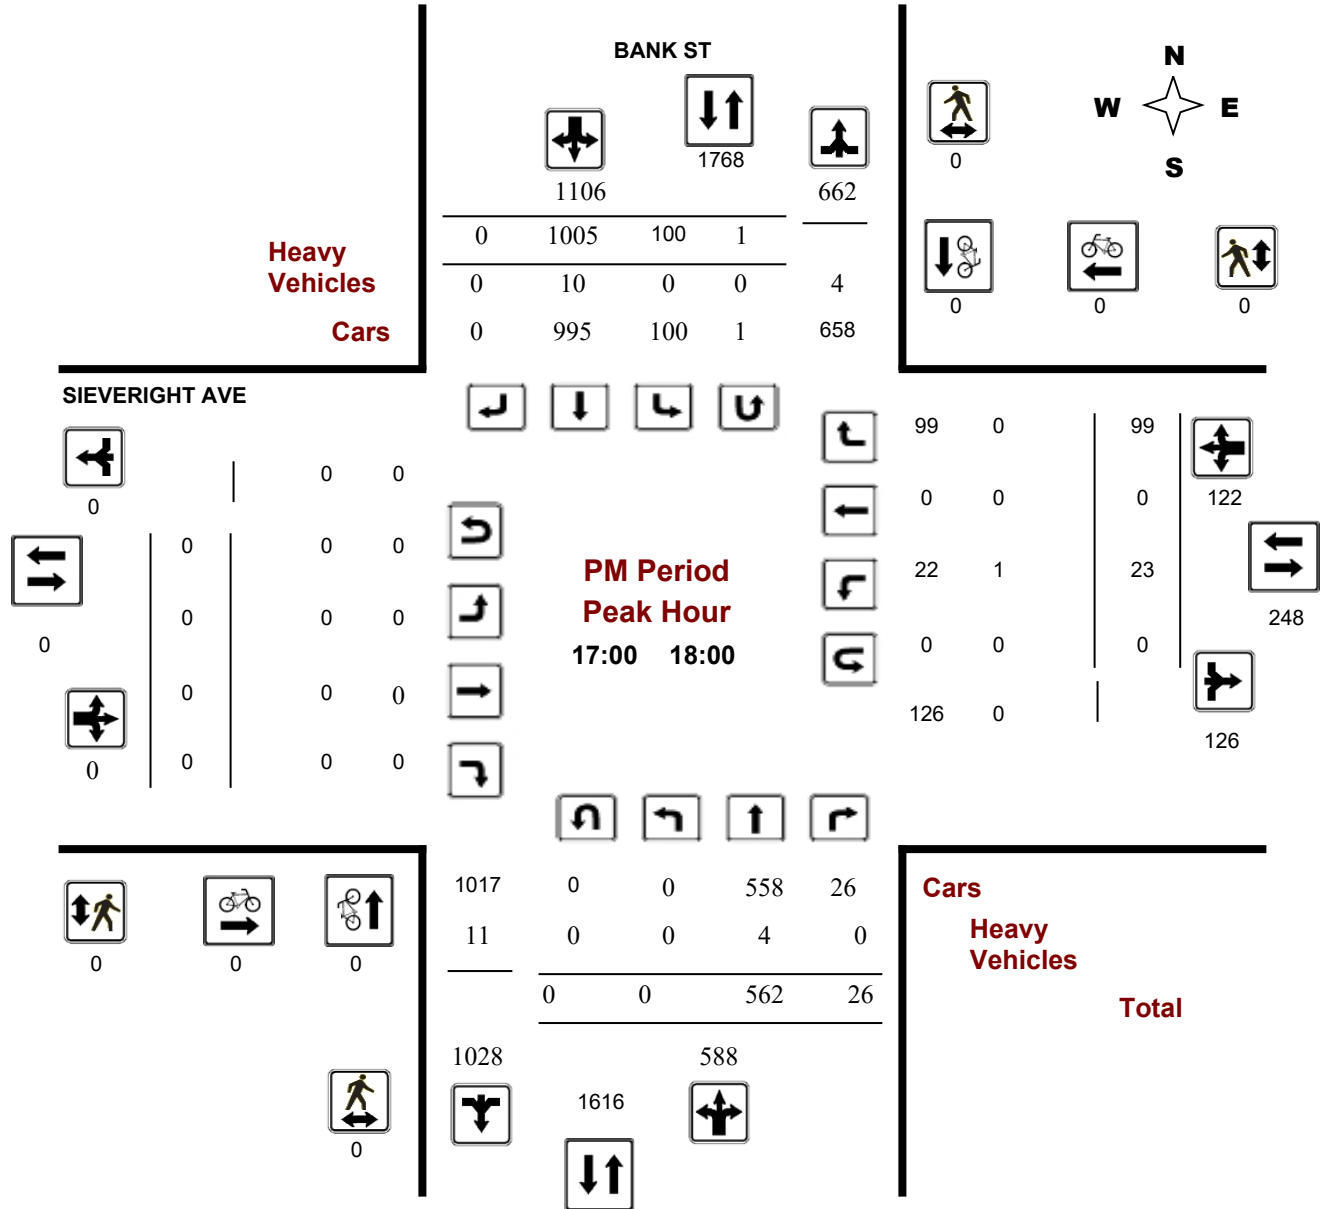 BANK ST
N
W E
S
1768
0
1106 662
0 1005 100 1
Heavy
Vehicles
0 10 0 0 4
0 0 0
Cars
0 995 100 1 658
SIEVERIGHT AVE
99 0 99
0 0
0 0 0 122
0
0 0 0
PM Period
22 1 23
Peak Hour
0 0 0
248
0
17:00 18:00
0 0 0
0 0 0
126 0
126
0 0 0 0
1017 0 0 558 26
Cars
11 0 0 4 0
Heavy
Vehicles
0 0 0
0 0 562 26
Total
1028 588
1616
0